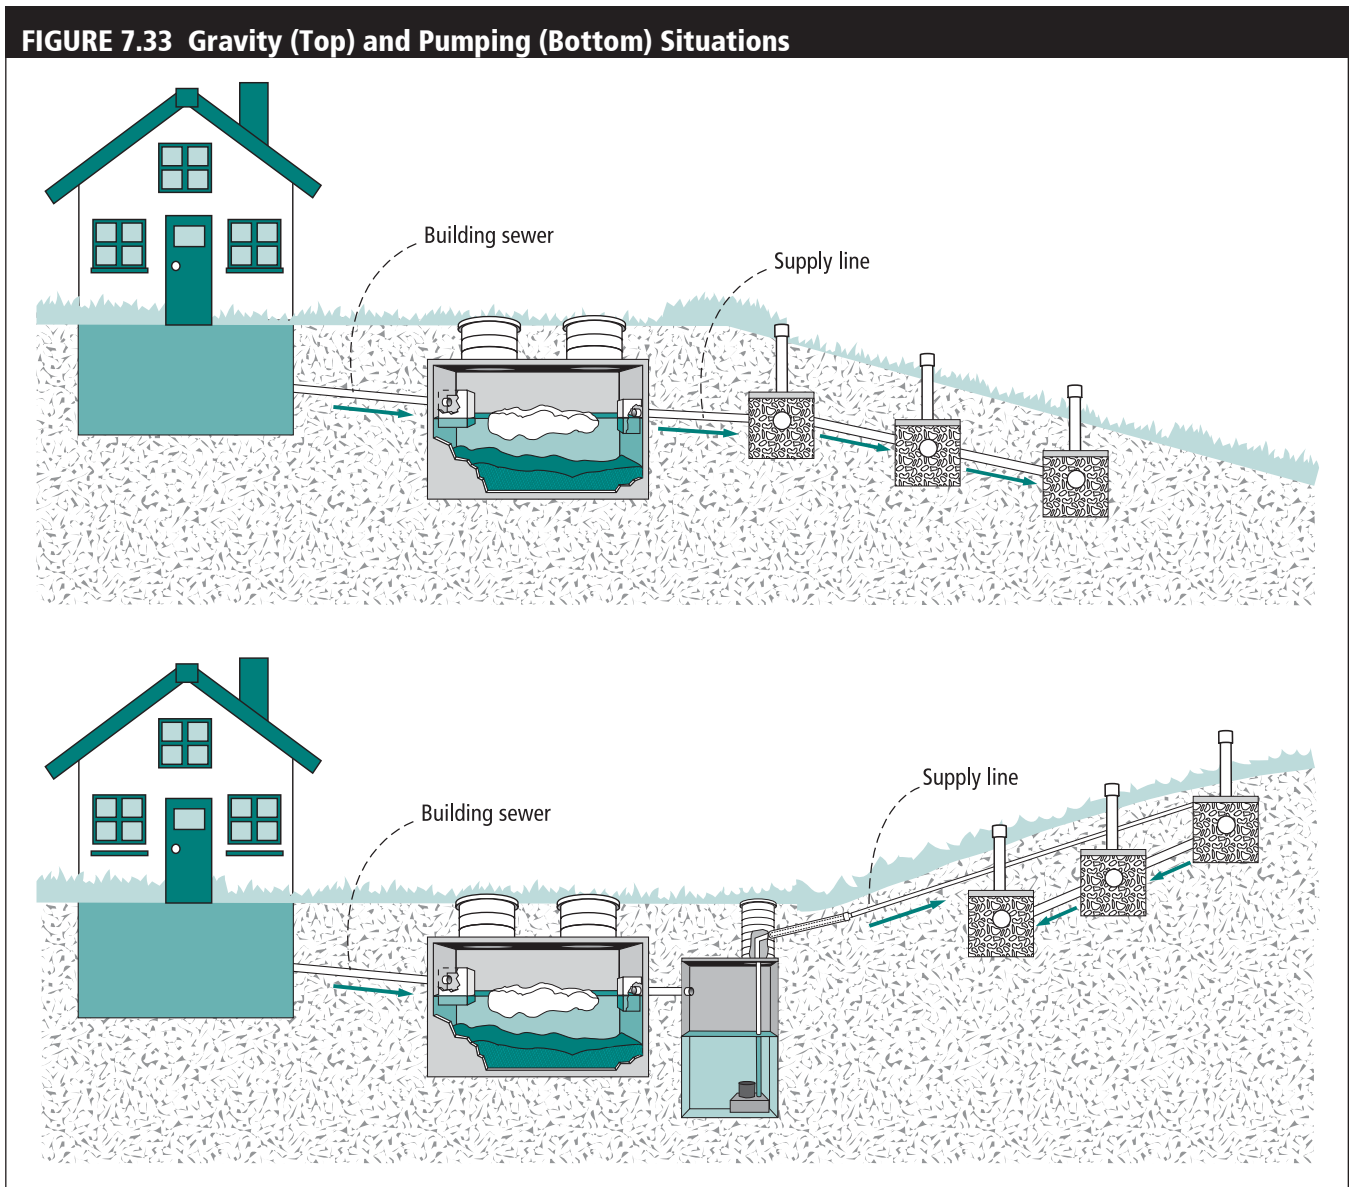 FIGURE 7.33 Gravity (Top) and Pumping (Bottom) Situations
Building sewer
Supply line
Supply line
Building sewer